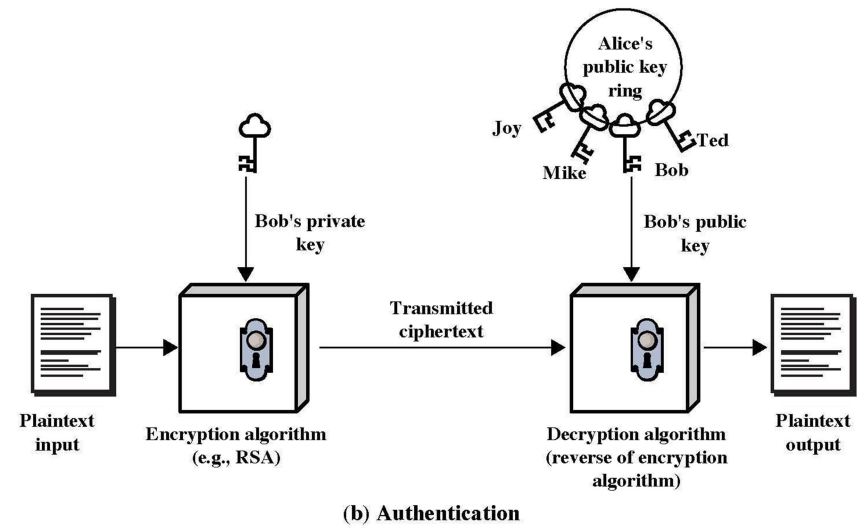 Alice's
public key
ring
Joy
Mike
Bob
Ted
Bob's private
key
Bob's public
key
Transmitted
ciphertext
Plaintext
input
Encryption algorithm
(e.g., RSA)
Decryption algorithm
(reverse of encryption
algorithm)
Plaintext
output
(b) Authentication